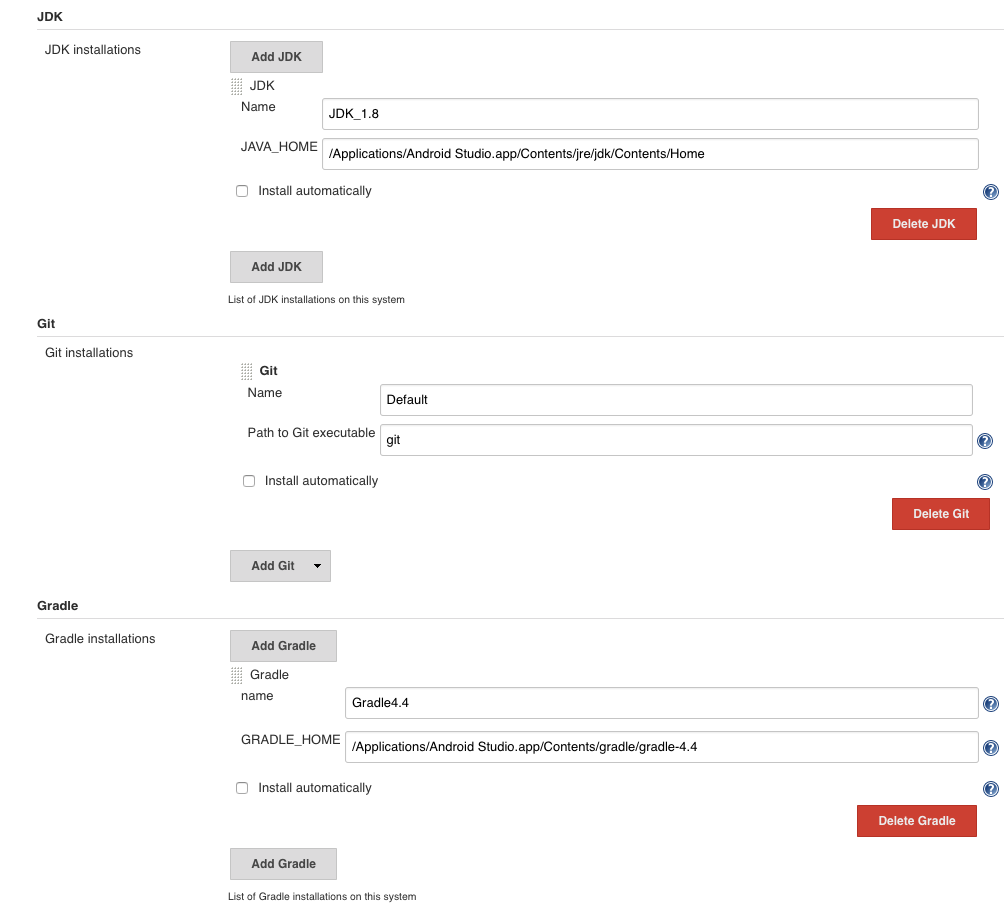 JDK
JDK installations
Add JDK
JDK
Name
JDK_1.8
JAVA_HOME
/Applications/Android Studio.app/Contents/jre/jdk/Contents/Home
Install automatically
?
Delete JDK
Add JDK
List of JDK installations on this system
Git
Git installations
Git
Name
Default
Path to Git executable
git
?
Install automatically
?
Delete Git
Add Git
Gradle
Gradle installations
Add Gradle
Gradle
name
Gradle4.4
?
GRADLE_HOME
/Applications/Android Studio.app/Contents/gradle/gradle-4.4
?
Install automatically
?
Delete Gradle
Add Gradle
List of Gradle installations on this system